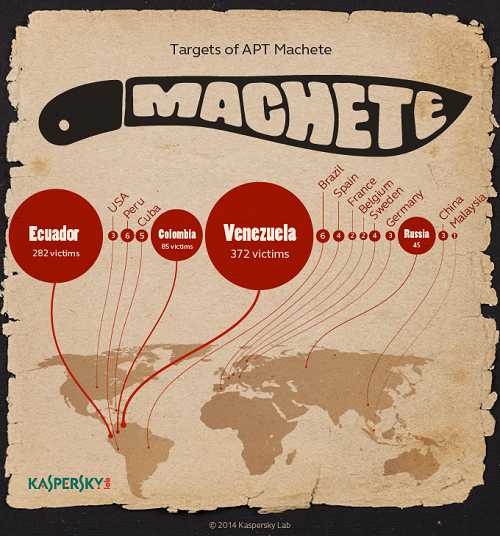 Targets of APT Machete
MACHETE
Ecuador
282 victims
USA
3
Peru
6
Cuba
5
Colombia
85 victims
Venezuela
372 victims
Brazil
6
Spain
4
France
2
Belgium
2
Sweden
4
Germany
3
Russia
45
China
3
Malaysia
1
KASPERSKY lab
© 2014 Kaspersky Lab